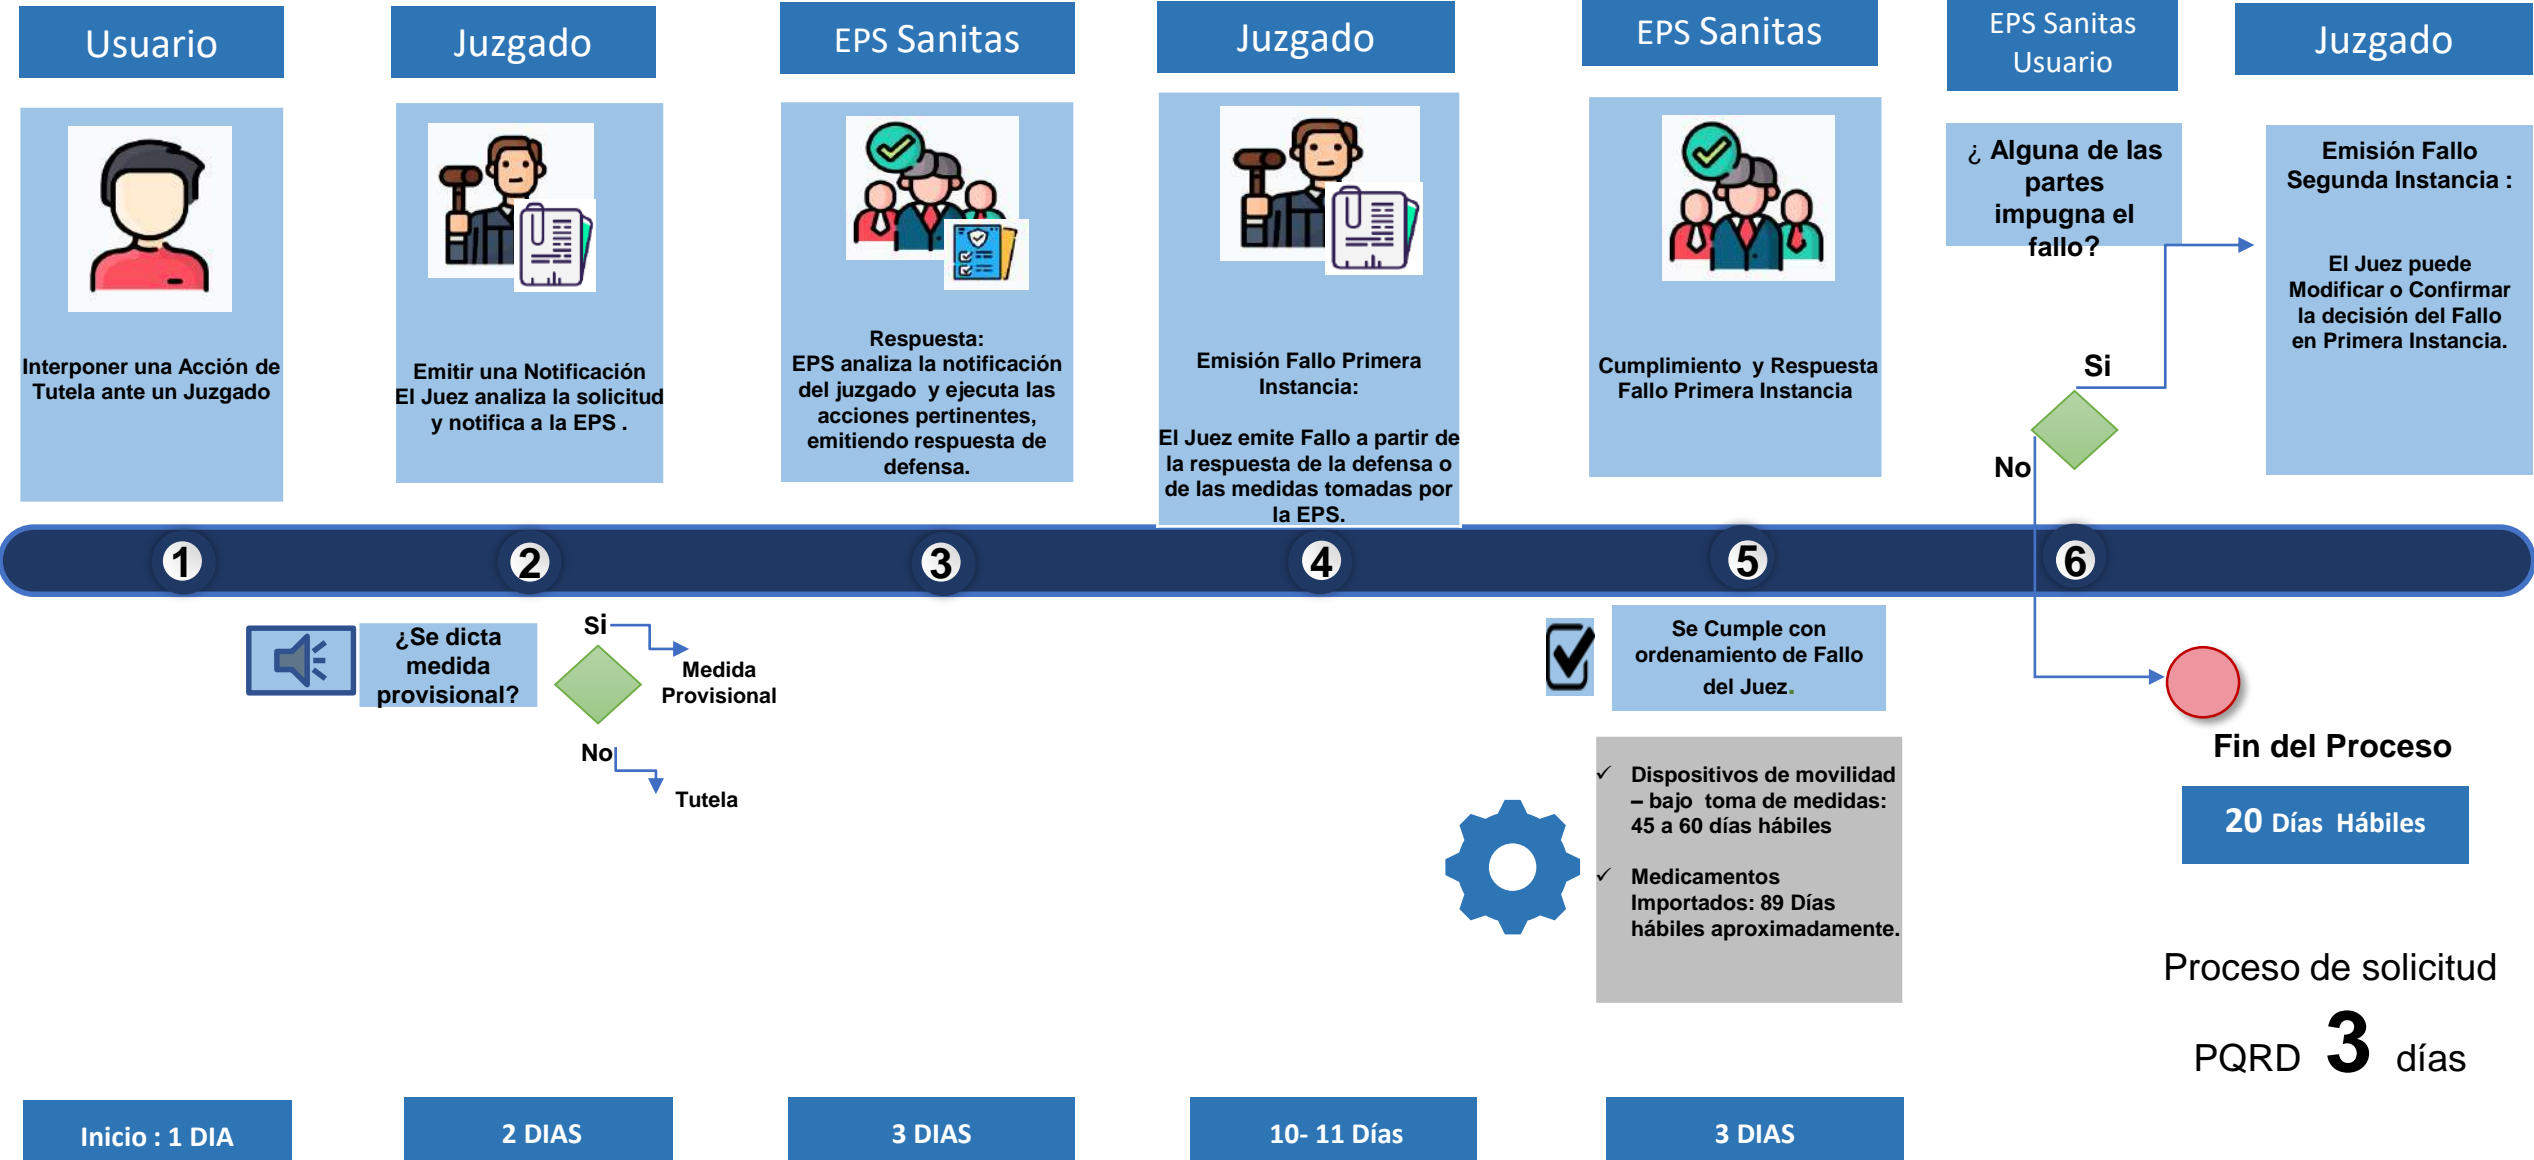 Usuario
Juzgado
EPS Sanitas
Juzgado
EPS Sanitas
EPS Sanitas
Usuario
Juzgado
Interponer una Acción de
Tutela ante un Juzgado
Emitir una Notificación
El Juez analiza la solicitud
y notifica a la EPS .
Respuesta:
EPS analiza la notificación
del juzgado y ejecuta las
acciones pertinentes,
emitiendo respuesta de
defensa.
Emisión Fallo Primera
Instancia:
El Juez emite Fallo a partir de
la respuesta de la defensa o
de las medidas tomadas por
la EPS.
Cumplimiento y Respuesta
Fallo Primera Instancia
¿ Alguna de las
partes
impugna el
fallo?
Si
No
Emisión Fallo
Segunda Instancia :
El Juez puede
Modificar o Confirmar
la decisión del Fallo
en Primera Instancia.
1
2
3
4
5
6
¿Se dicta
medida
provisional?
Si
Medida
Provisional
No
Tutela
Se Cumple con
ordenamiento de Fallo
del Juez.
✓ Dispositivos de movilidad
– bajo toma de medidas:
45 a 60 días hábiles
✓ Medicamentos
Importados: 89 Días
hábiles aproximadamente.
Fin del Proceso
20 Días Hábiles
Proceso de solicitud
PQRD 3 días
Inicio : 1 DIA
2 DIAS
3 DIAS
10- 11 Días
3 DIAS